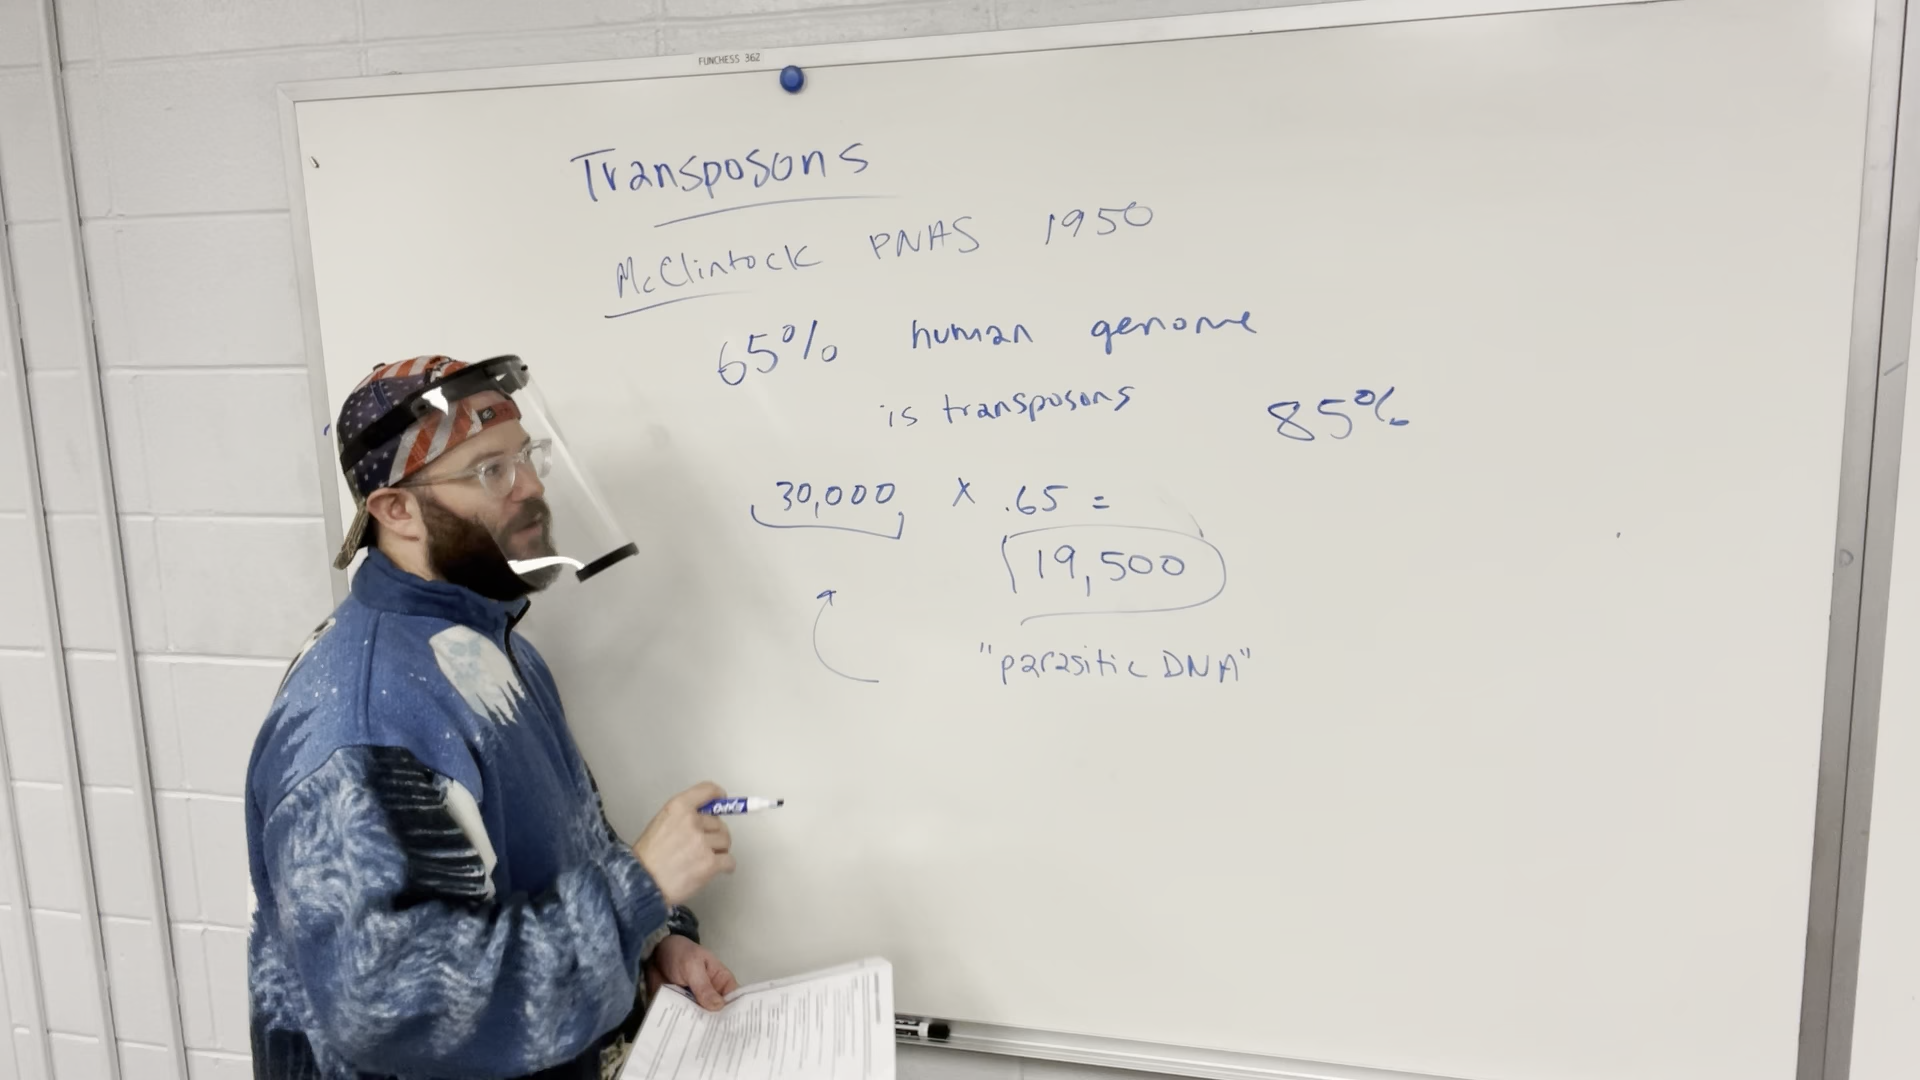 FUNCHESS 362
Transposons
McClintock PNAS 1950
65% human genome
is transposons 85%
30,000 x .65 =
19,500
"parasitic DNA"